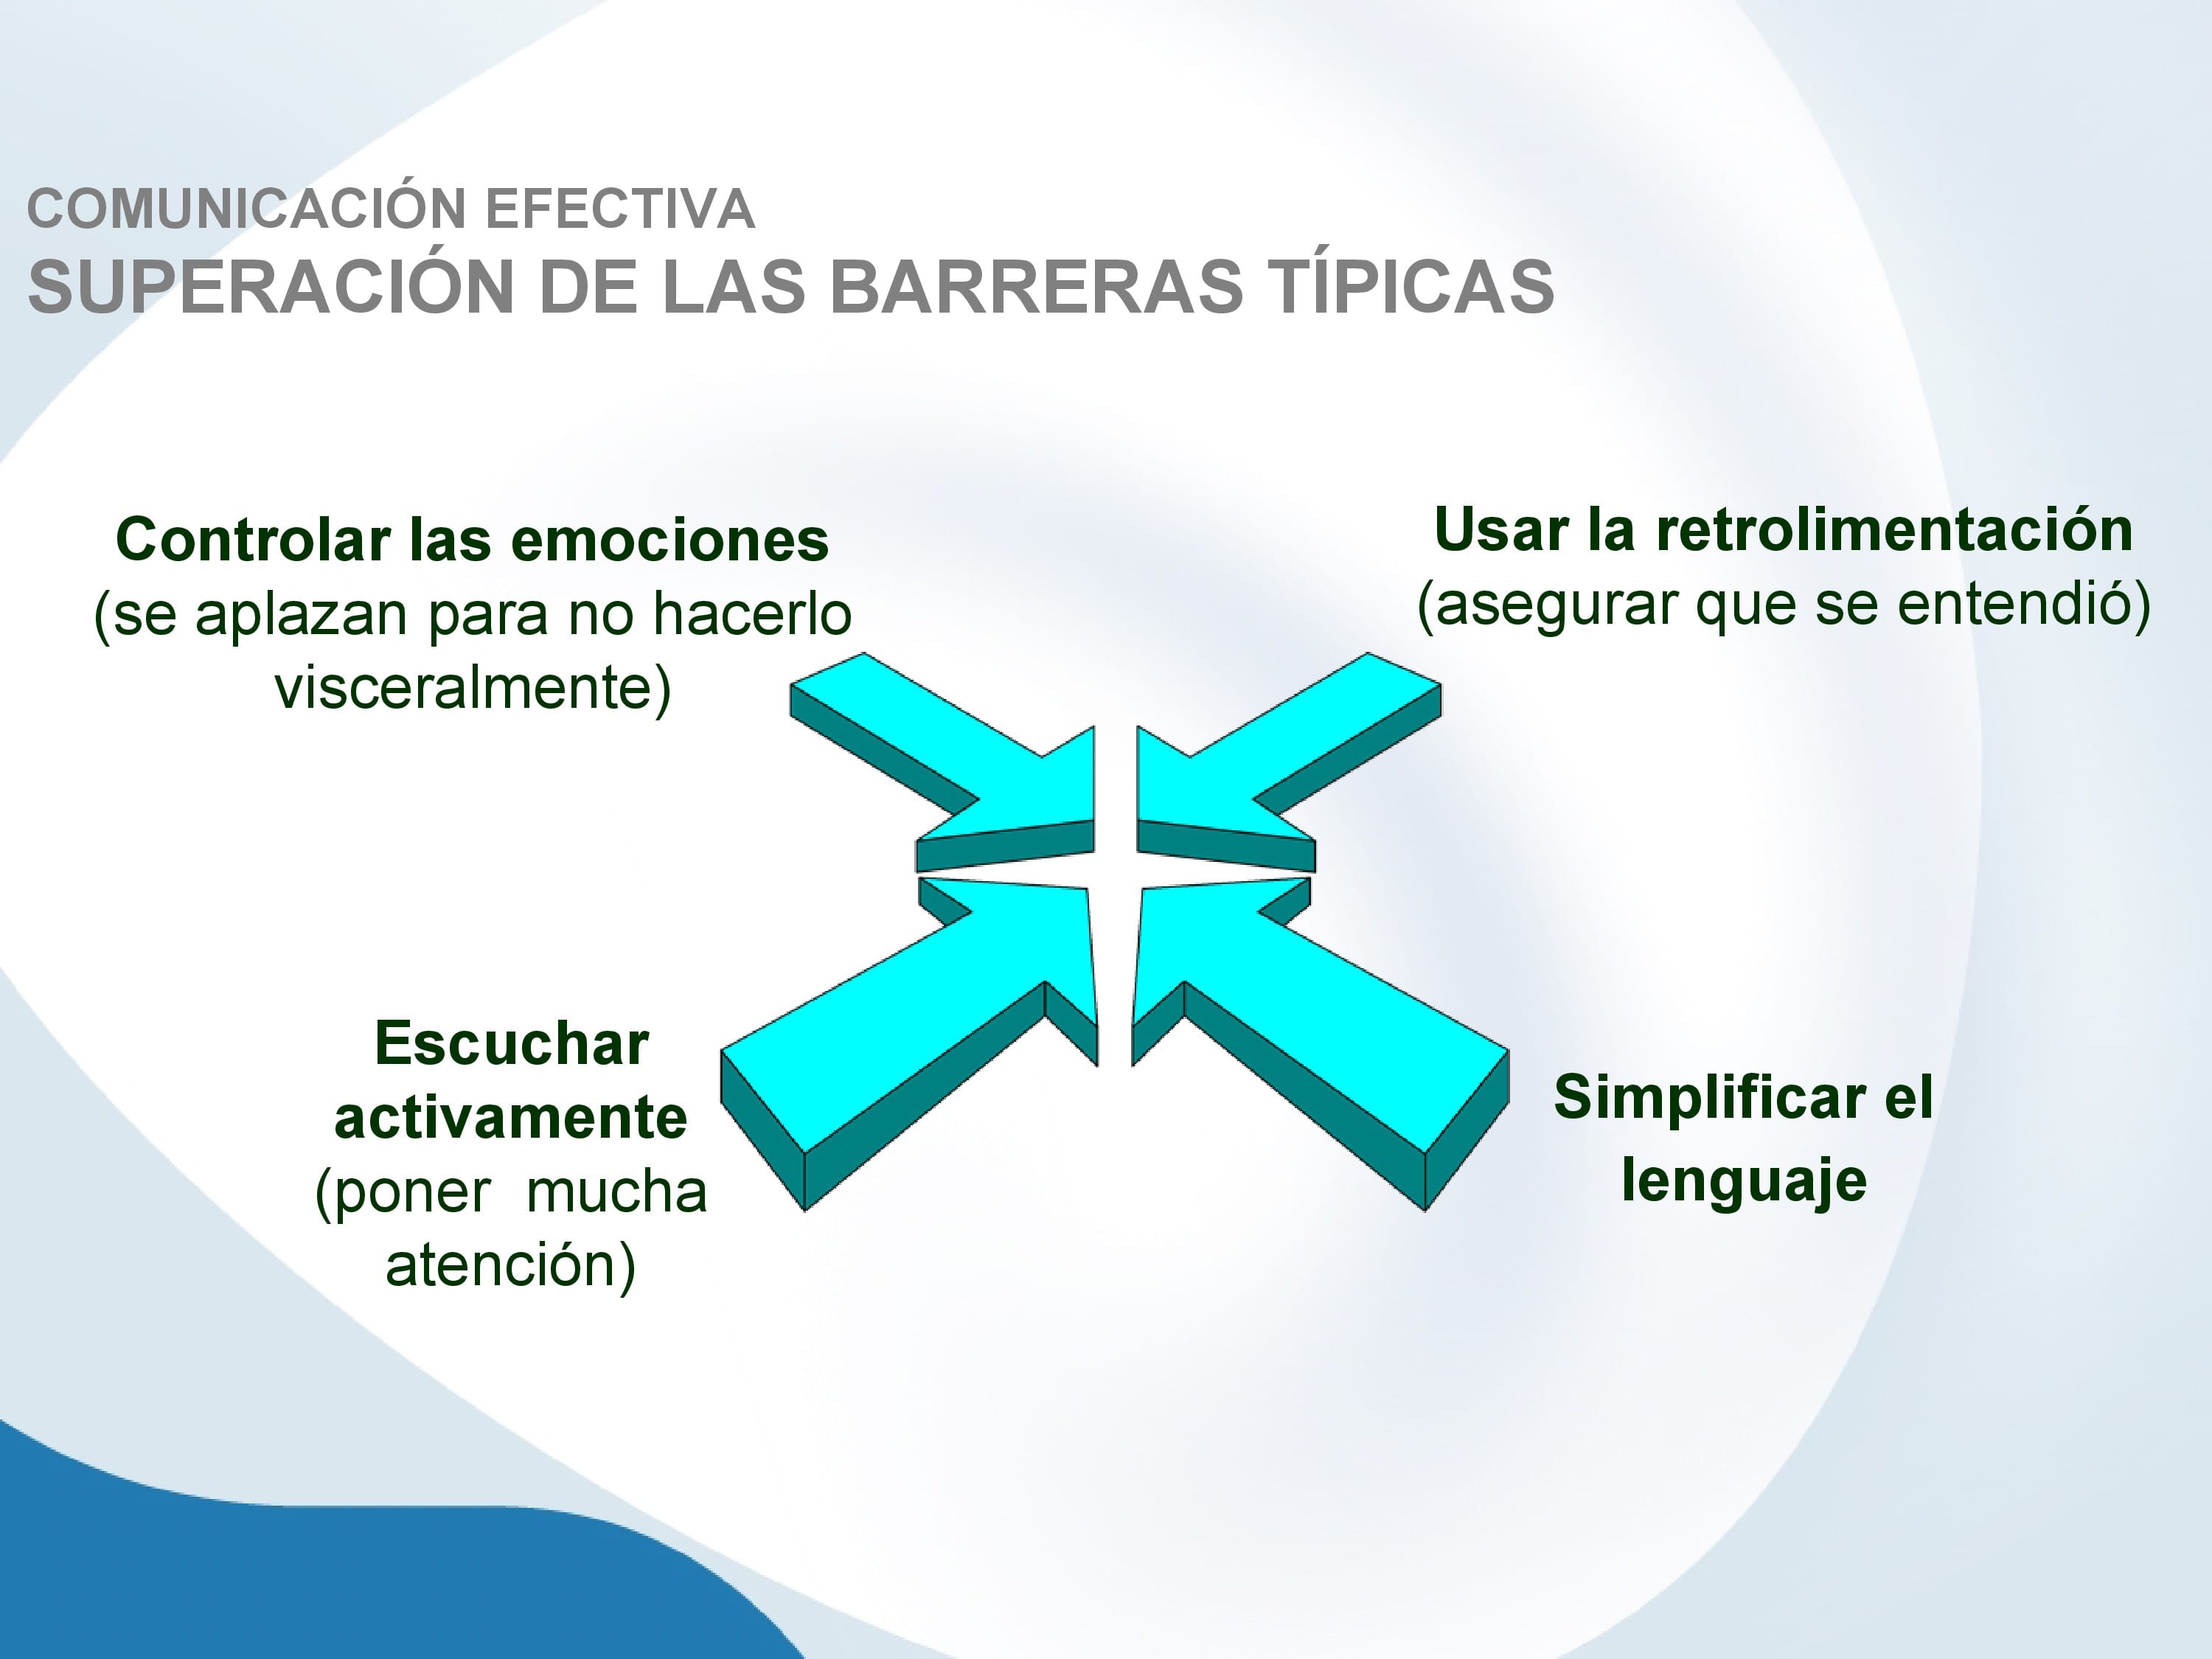 COMUNICACIÓN EFECTIVA
SUPERACIÓN DE LAS BARRERAS TÍPICAS
Controlar las emociones
(se aplazan para no hacerlo
visceralmente)
Usar la retrolimentación
(asegurar que se entendió)
Escuchar
activamente
(poner  mucha
atención)
Simplificar el
lenguaje